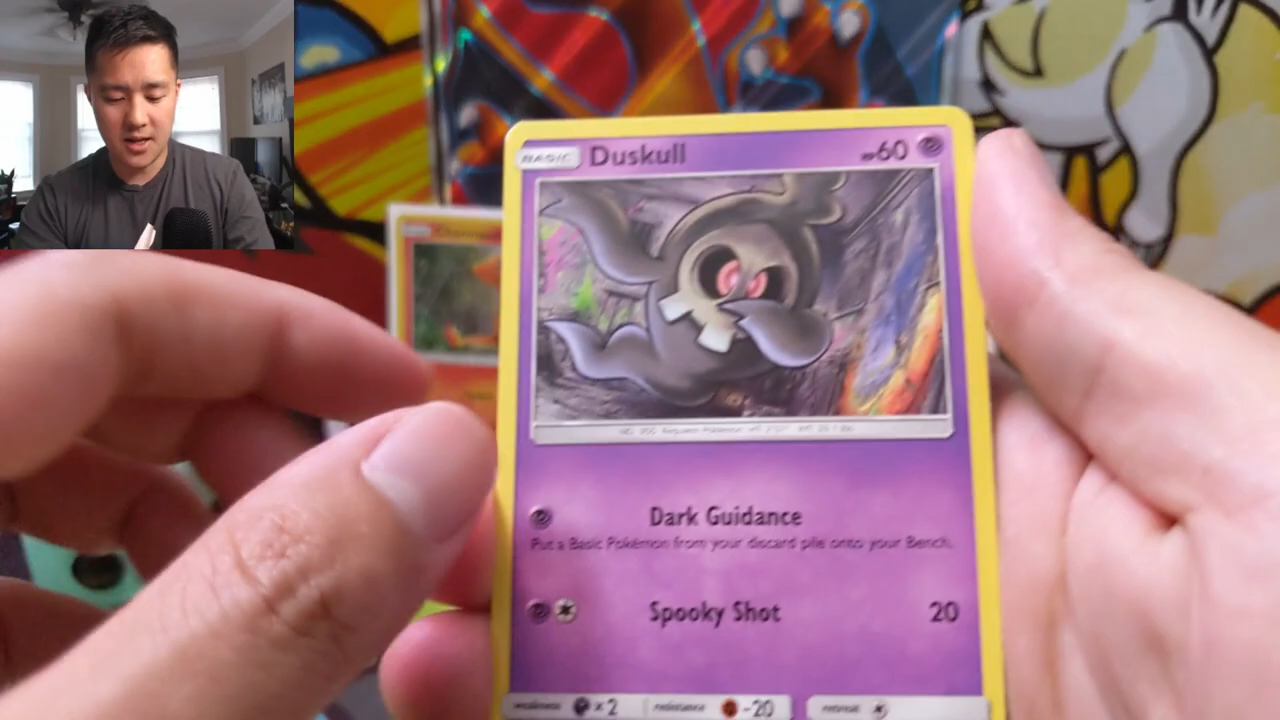 BASIC Duskull HP60
Dark Guidance
Put a Basic Pokémon from your discard pile onto your Bench.
Spooky Shot 20
weakness ×2 resistance -20 retreat